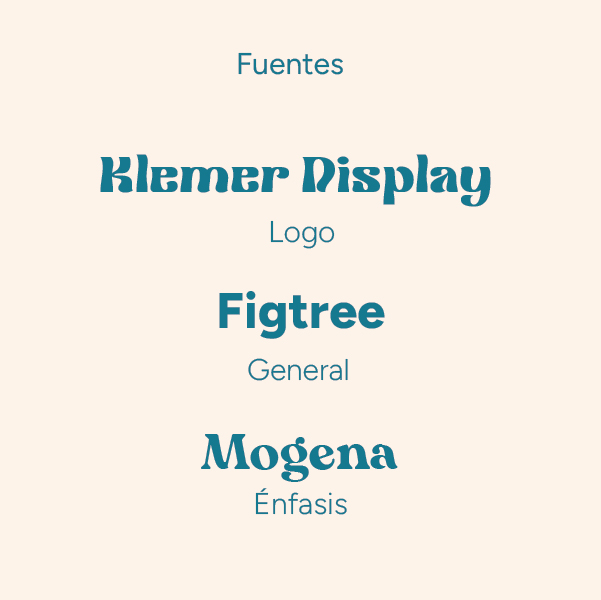 Fuentes
Klemer Display
Logo
Figtree
General
Mogena
Énfasis